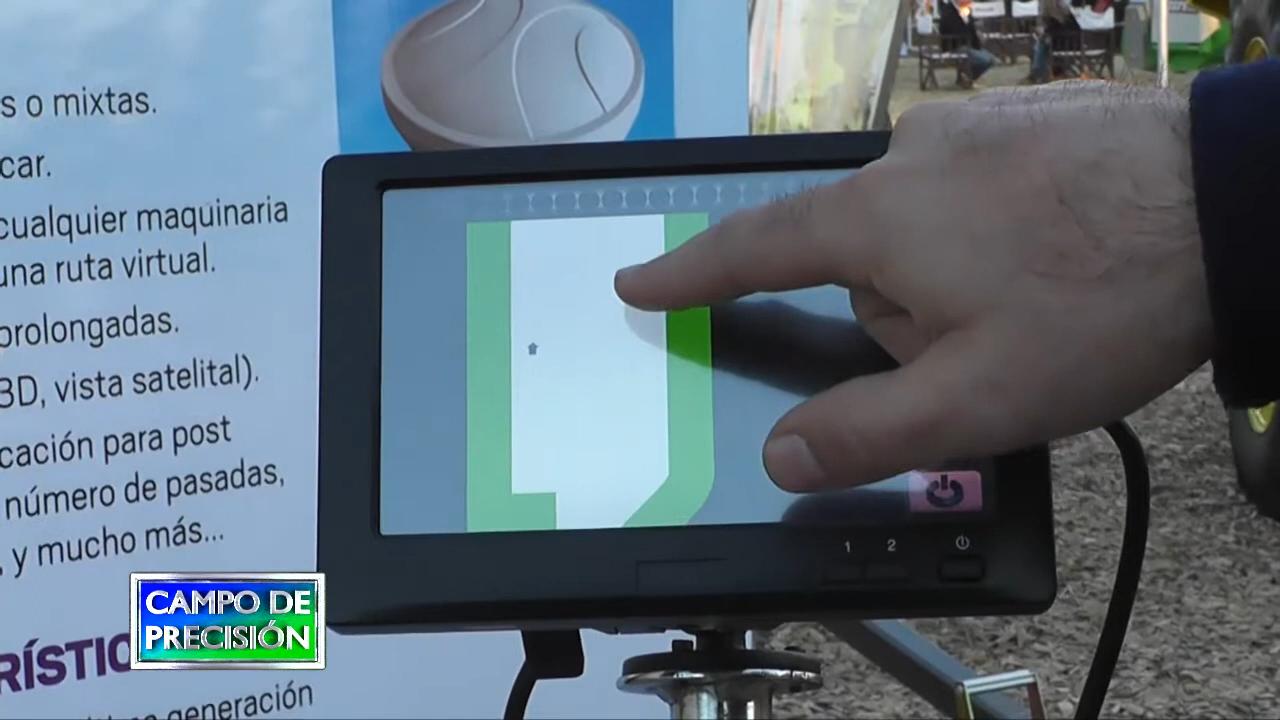 s o mixtas.
car.
cualquier maquinaria
una ruta virtual.
prolongadas.
3D, vista satelital).
cación para post
número de pasadas,
, y mucho más...
RÍSTIC
generación
1 2
CAMPO DE
PRECISIÓN